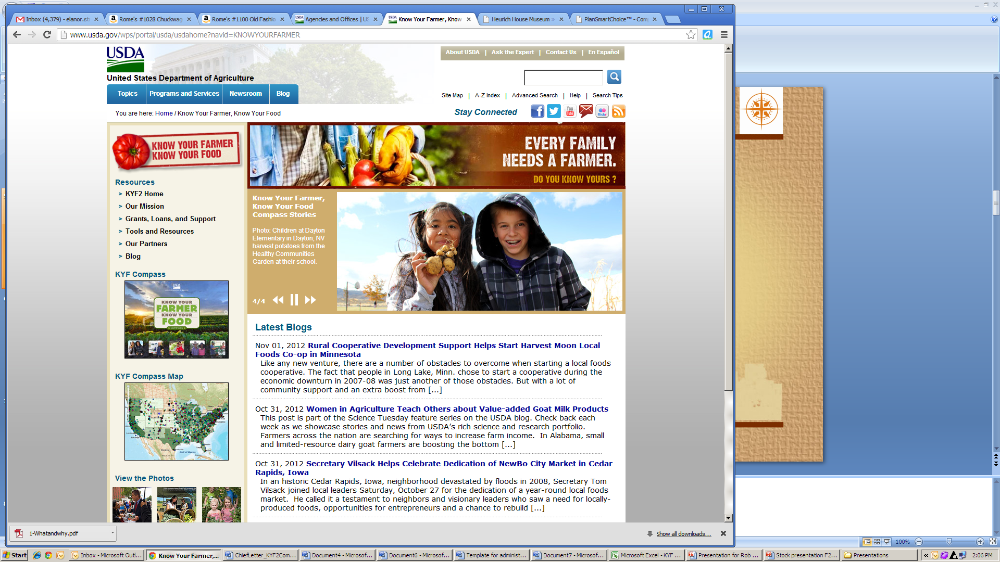 Inbox (4,379) - elanor.st
Rome's #1028 Chuckwag
Rome's #1100 Old Fashio
Agencies and Offices | US
Know Your Farmer, Know
Heurich House Museum »
PlanSmartChoice™ - Com
www.usda.gov/wps/portal/usda/usdahome?navid=KNOWYOURFARMER
USDA
United States Department of Agriculture
About USDA | Ask the Expert | Contact Us | En Español
Topics
Programs and Services
Newsroom
Blog
Site Map | A-Z Index | Advanced Search | Help | Search Tips
You are here: Home / Know Your Farmer, Know Your Food
Stay Connected
You Tube
flickr
KNOW YOUR FARMER
KNOW YOUR FOOD
Resources
> KYF2 Home
> Our Mission
> Grants, Loans, and Support
> Tools and Resources
> Our Partners
> Blog
KYF Compass
USDA
KNOW YOUR
FARMER
KNOW YOUR
FOOD
COMPASS
KYF Compass Map
View the Photos
EVERY FAMILY
NEEDS A FARMER.
DO YOU KNOW YOURS ?
Know Your Farmer,
Know Your Food
Compass Stories
Photo: Children at Dayton
Elementary in Dayton, NV
harvest potatoes from the
Healthy Communities
Garden at their school.
4/4
Latest Blogs
Nov 01, 2012 Rural Cooperative Development Support Helps Start Harvest Moon Local
Foods Co-op in Minnesota
Like any new venture, there are a number of obstacles to overcome when starting a local foods
cooperative. The fact that people in Long Lake, Minn. chose to start a cooperative during the
economic downturn in 2007-08 was just another of those obstacles. But with a lot of
community support and an extra boost from [...]
Oct 31, 2012 Women in Agriculture Teach Others about Value-added Goat Milk Products
This post is part of the Science Tuesday feature series on the USDA blog. Check back each
week as we showcase stories and news from USDA's rich science and research portfolio.
Farmers across the nation are searching for ways to increase farm income. In Alabama, small
and limited-resource dairy goat farmers are boosting the bottom [...]
Oct 31, 2012 Secretary Vilsack Helps Celebrate Dedication of NewBo City Market in Cedar
Rapids, Iowa
In an historic Cedar Rapids, Iowa, neighborhood devastated by floods in 2008, Secretary Tom
Vilsack joined local leaders Saturday, October 27 for the dedication of a year-round local foods
market. He called it a testament to neighbors and visionary leaders who saw a need for locally-
produced foods, opportunities for entrepreneurs and a chance to rebuild [...]
1-Whatandwhy.pdf
Show all downloads...
100%
Start
Inbox - Microsoft Outl...
Know Your Farmer,...
ChiefLetter_KYF2Com...
Document4 - Microsof...
Document6 - Microsof...
Template for administ...
Document7 - Microsof...
Microsoft Excel - KYF ...
Presentation for Rob ...
Stock presentation F2...
Presentations
2:06 PM